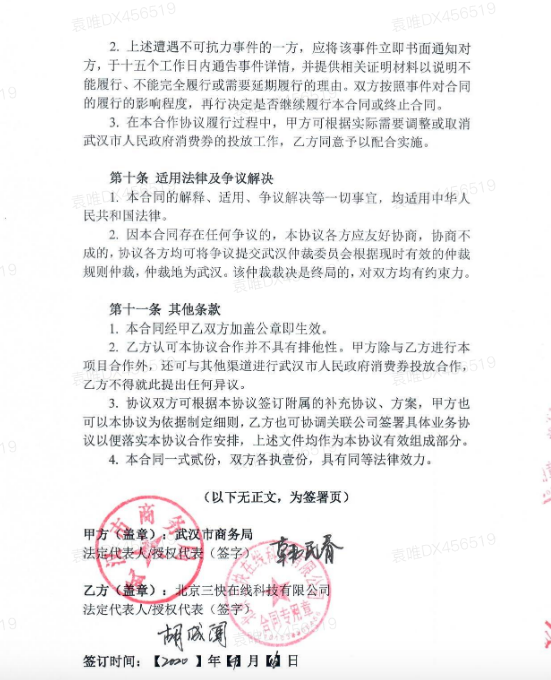 2. 上述遭遇不可抗力事件的一方，应将该事件立即书面通知对
方，于十五个工作日内通告事件详情，并提供相关证明材料以说明不
能履行、不能完全履行或需要延期履行的理由。双方按照事件对合同
的履行的影响程度，再行决定是否继续履行本合同或终止合同。
3. 在本合作协议履行过程中，甲方可根据实际需要调整或取消
武汉市人民政府消费券的投放工作，乙方同意予以配合实施。
第十条 适用法律及争议解决
1. 本合同的解释、适用、争议解决等一切事宜，均适用中华人
民共和国法律。
2. 因本合同存在任何争议的，本协议各方应友好协商，协商不
成的，协议各方均可将争议提交武汉仲裁委员会根据现时有效的仲裁
规则仲裁，仲裁地为武汉。该仲裁裁决是终局的，对双方均有约束力。
第十一条 其他条款
1. 本合同经甲乙双方加盖公章即生效。
2. 乙方认可本协议合作并不具有排他性。甲方除与乙方进行本
项目合作外，还可与其他渠道进行武汉市人民政府消费券投放合作，
乙方不得就此提出任何异议。
3. 协议双方可根据本协议签订附属的补充协议、方案，甲方也
可以本协议为依据制定细则，乙方也可协调关联公司签署具体业务协
议以便落实本协议合作安排，上述文件均作为本协议有效组成部分。
4. 本合同一式贰份，双方各执壹份，具有同等法律效力。
（以下无正文，为签署页）
甲方（盖章）：武汉市商务局
法定代表人/授权代表（签字）
乙方（盖章）：北京三快在线科技有限公司
法定代表人/授权代表（签字）
签订时间：【2020】年【】月【】日
武汉市商务局
合同专用章
袁唯DX456519